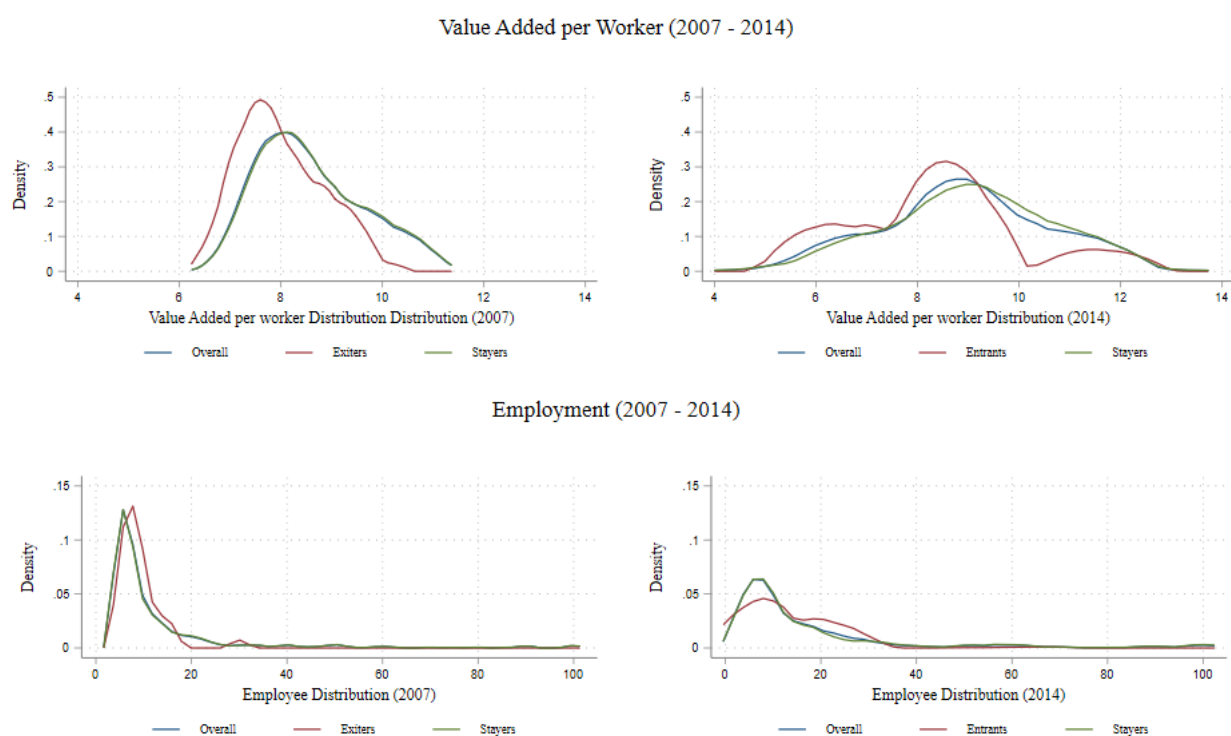 Value Added per Worker (2007 - 2014)
Density
.5
.4
.3
.2
.1
0
4 6 8 10 12 14
Value Added per worker Distribution Distribution (2007)
Overall Exiters Stayers
Density
.5
.4
.3
.2
.1
0
4 6 8 10 12 14
Value Added per worker Distribution (2014)
Overall Entrants Stayers
Employment (2007 - 2014)
Density
.15
.1
.05
0
0 20 40 60 80 100
Employee Distribution (2007)
Overall Exiters Stayers
Density
.15
.1
.05
0
0 20 40 60 80 100
Employee Distribution (2014)
Overall Entrants Stayers